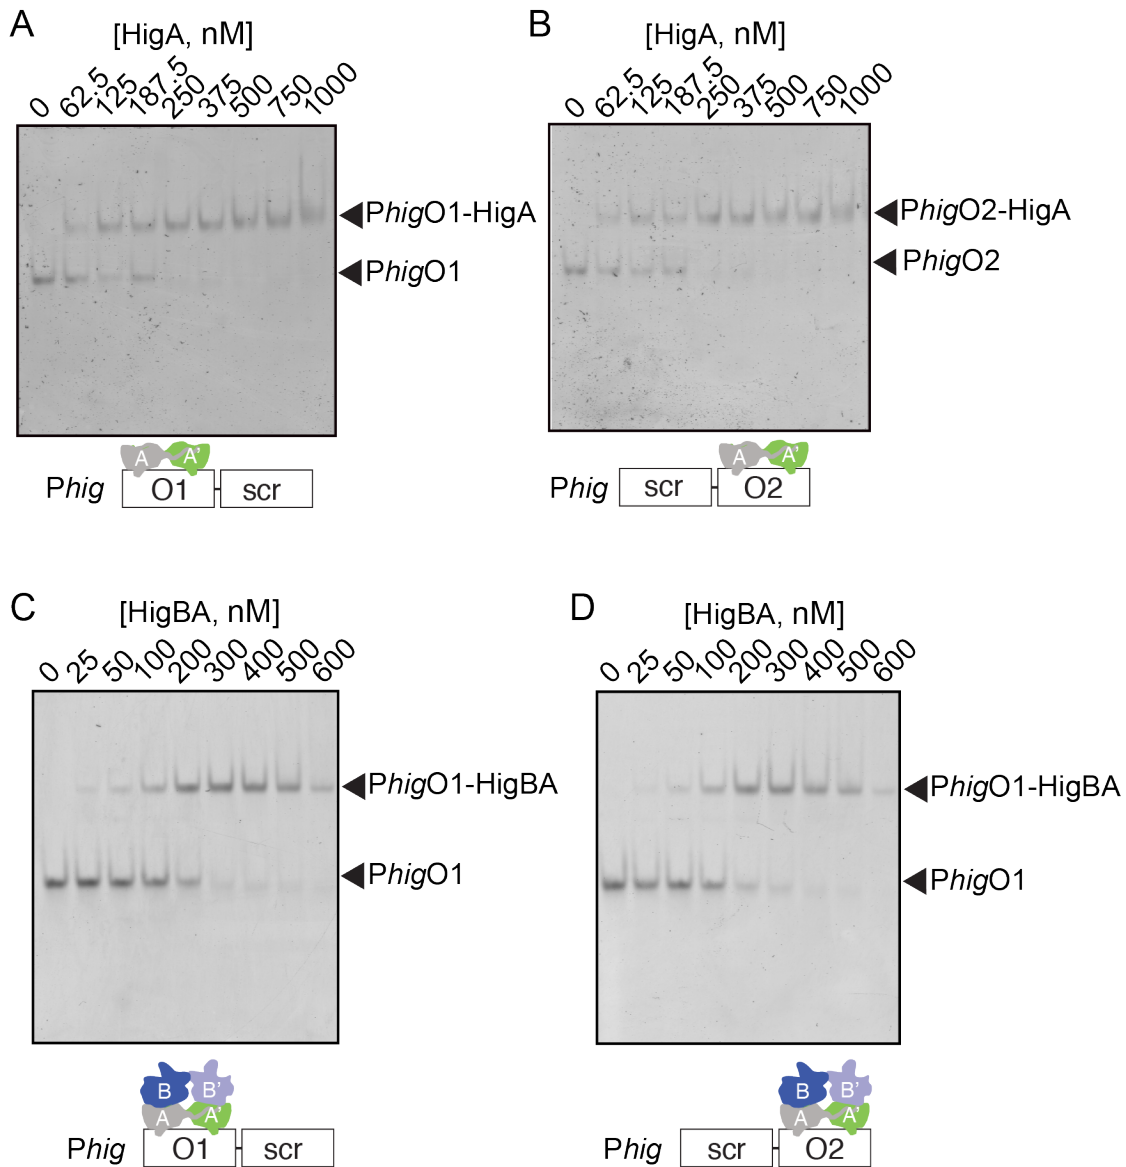 A
[HigA, nM]
0 62.5 125 187.5 250 375 500 750 1000
PhigO1-HigA
PhigO1
A A'
Phig O1 scr
B
[HigA, nM]
0 62.5 125 187.5 250 375 500 750 1000
PhigO2-HigA
PhigO2
A A'
Phig scr O2
C
[HigBA, nM]
0 25 50 100 200 300 400 500 600
PhigO1-HigBA
PhigO1
B B'
A A'
Phig O1 scr
D
[HigBA, nM]
0 25 50 100 200 300 400 500 600
PhigO1-HigBA
PhigO1
B B'
A A'
Phig scr O2